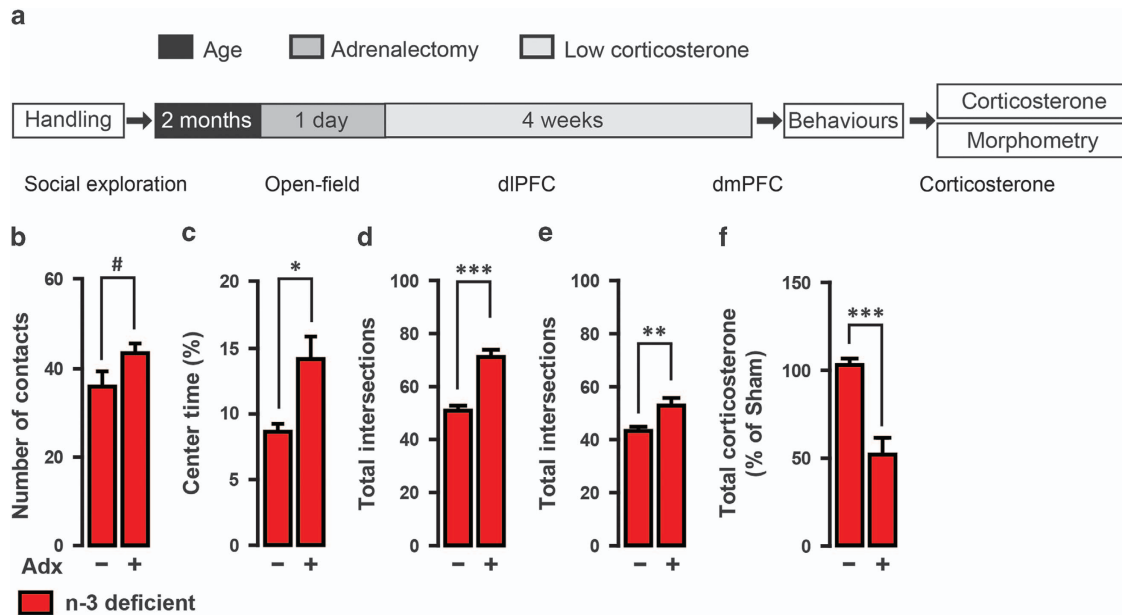 a
Age
Adrenalectomy
Low corticosterone
Handling
2 months
1 day
4 weeks
Behaviours
Corticosterone
Morphometry
Social exploration
Open-field
dlPFC
dmPFC
Corticosterone
b
c
d
e
f
Number of contacts
60
40
20
0
#
Center time (%)
20
15
10
5
0
*
Total intersections
100
80
60
40
20
0
***
Total intersections
100
80
60
40
20
0
**
Total corticosterone
(% of Sham)
150
100
50
0
***
Adx
− +
− +
− +
− +
− +
n-3 deficient